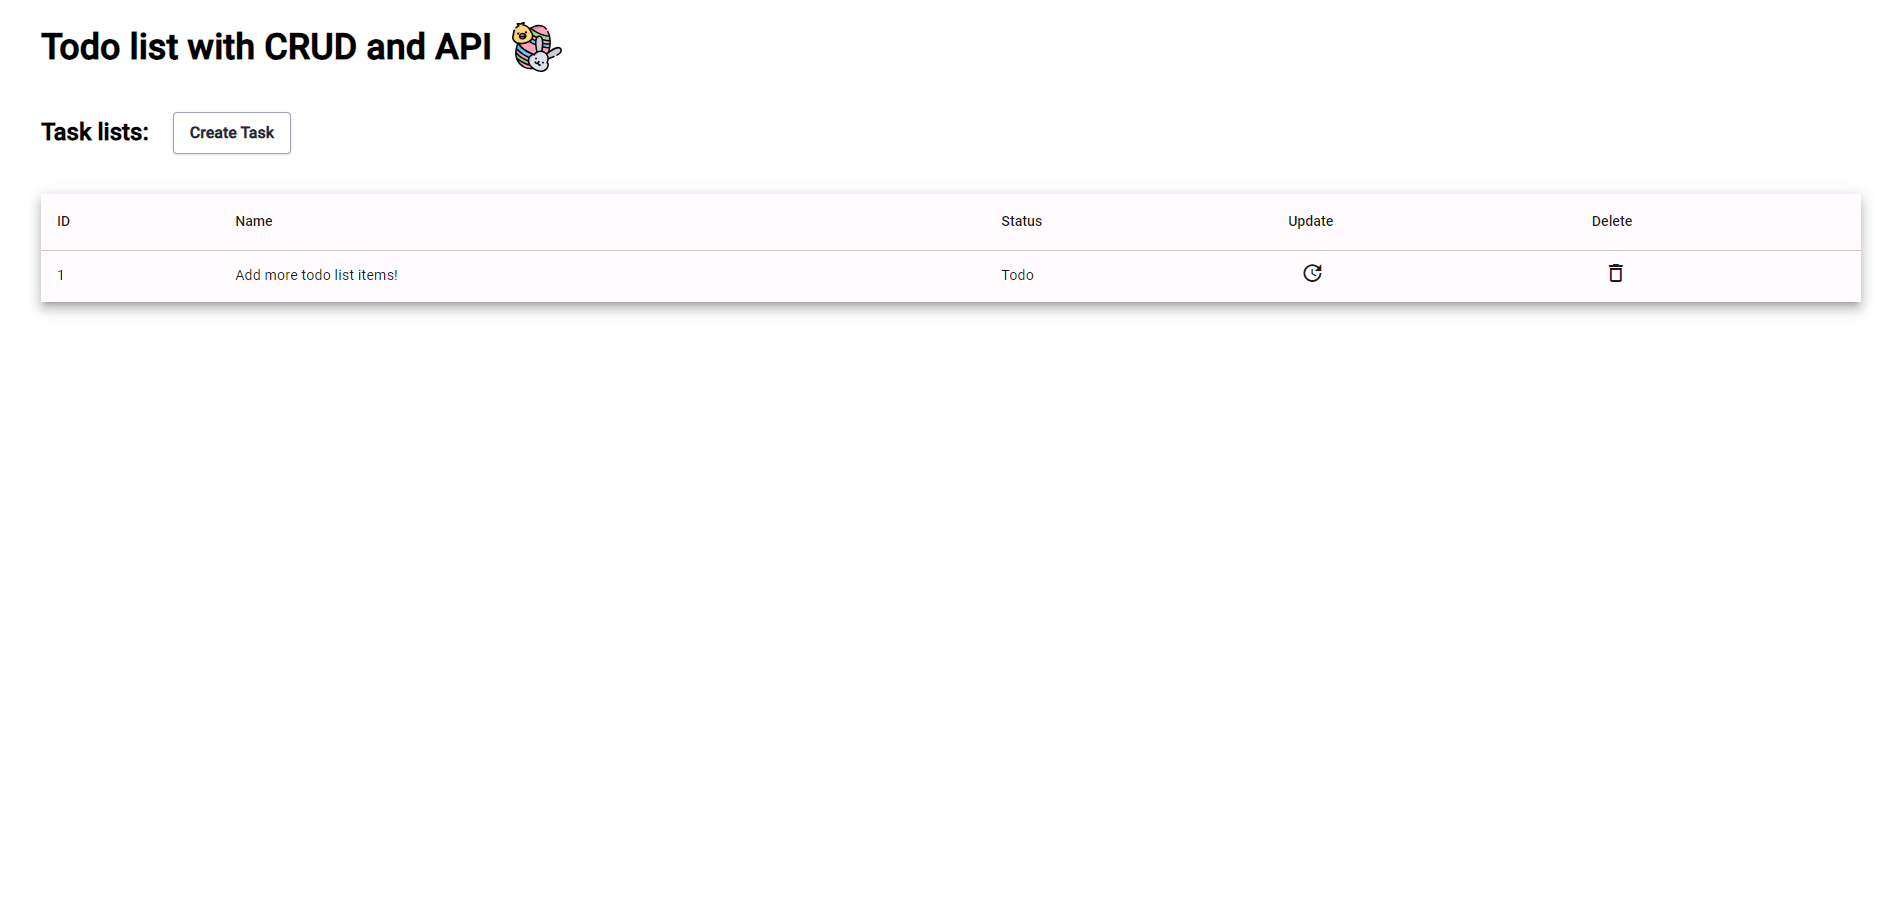 Todo list with CRUD and API
Task lists:
Create Task
ID Name Status Update Delete
1 Add more todo list items! Todo